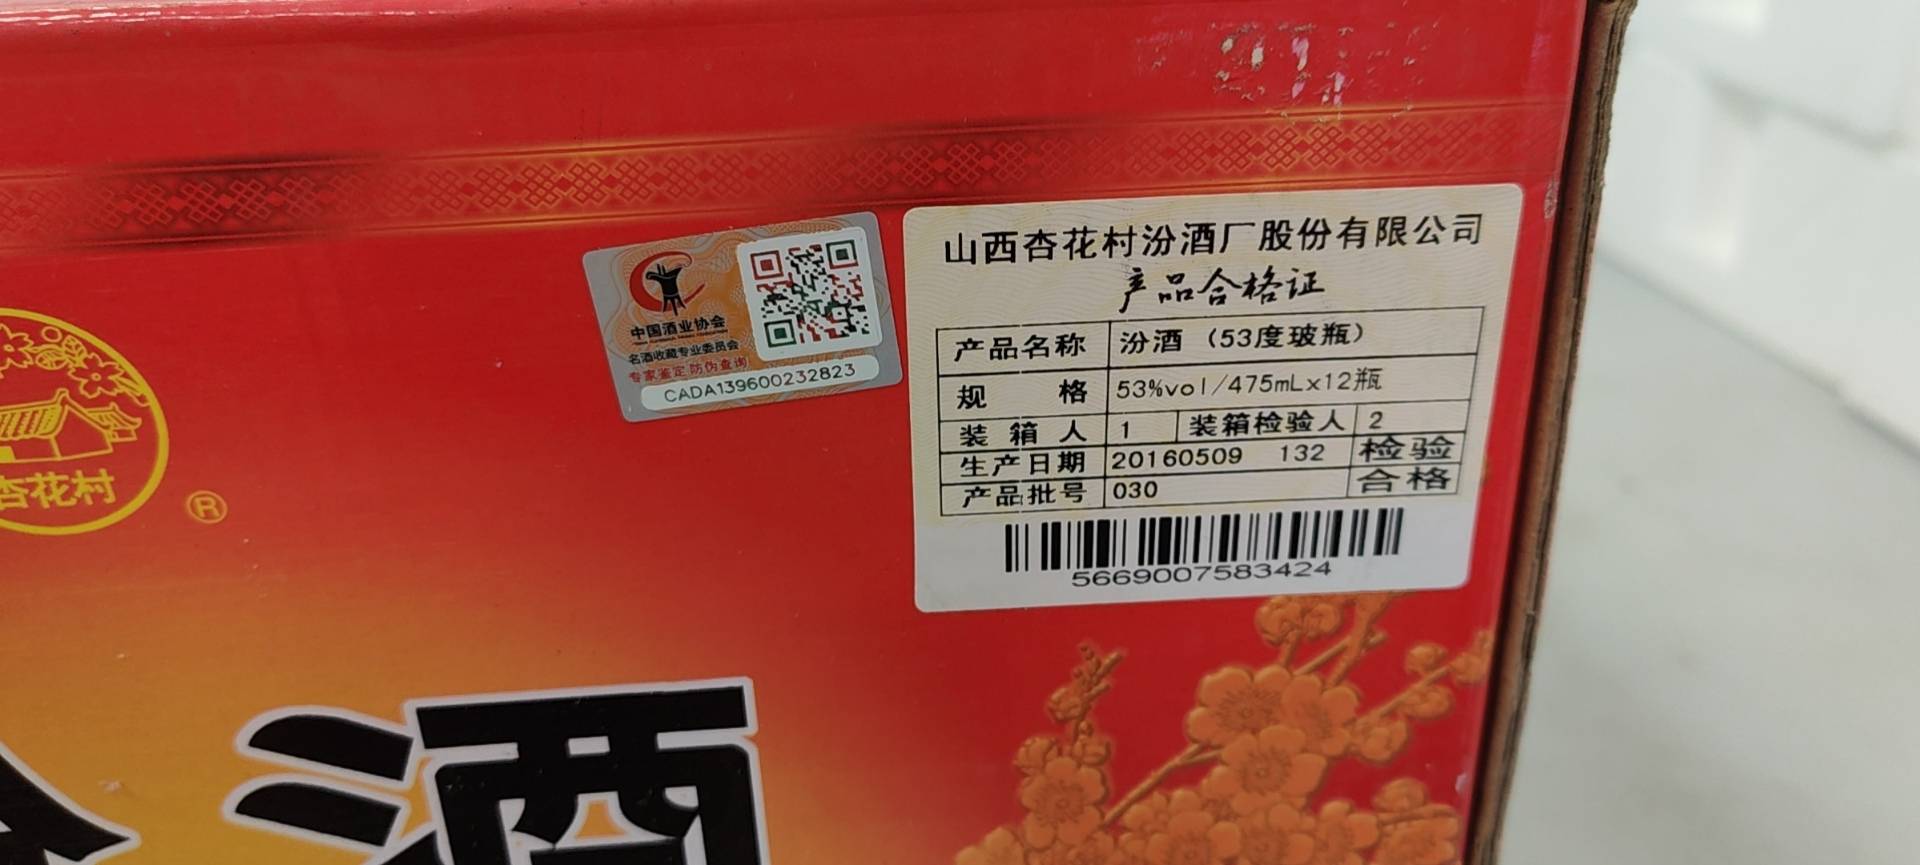 中国酒业协会
名酒收藏专业委员会
专家鉴定 防伪查询
CADA139600232823
山西杏花村汾酒厂股份有限公司
产品合格证
产品名称 汾酒（53度玻瓶）
规 格 53%vol/475mLx12瓶
装 箱 人 1 装箱检验人 2
生产日期 20160509 132 检验
产品批号 030 合格
5669007583424
杏花村
®
酒